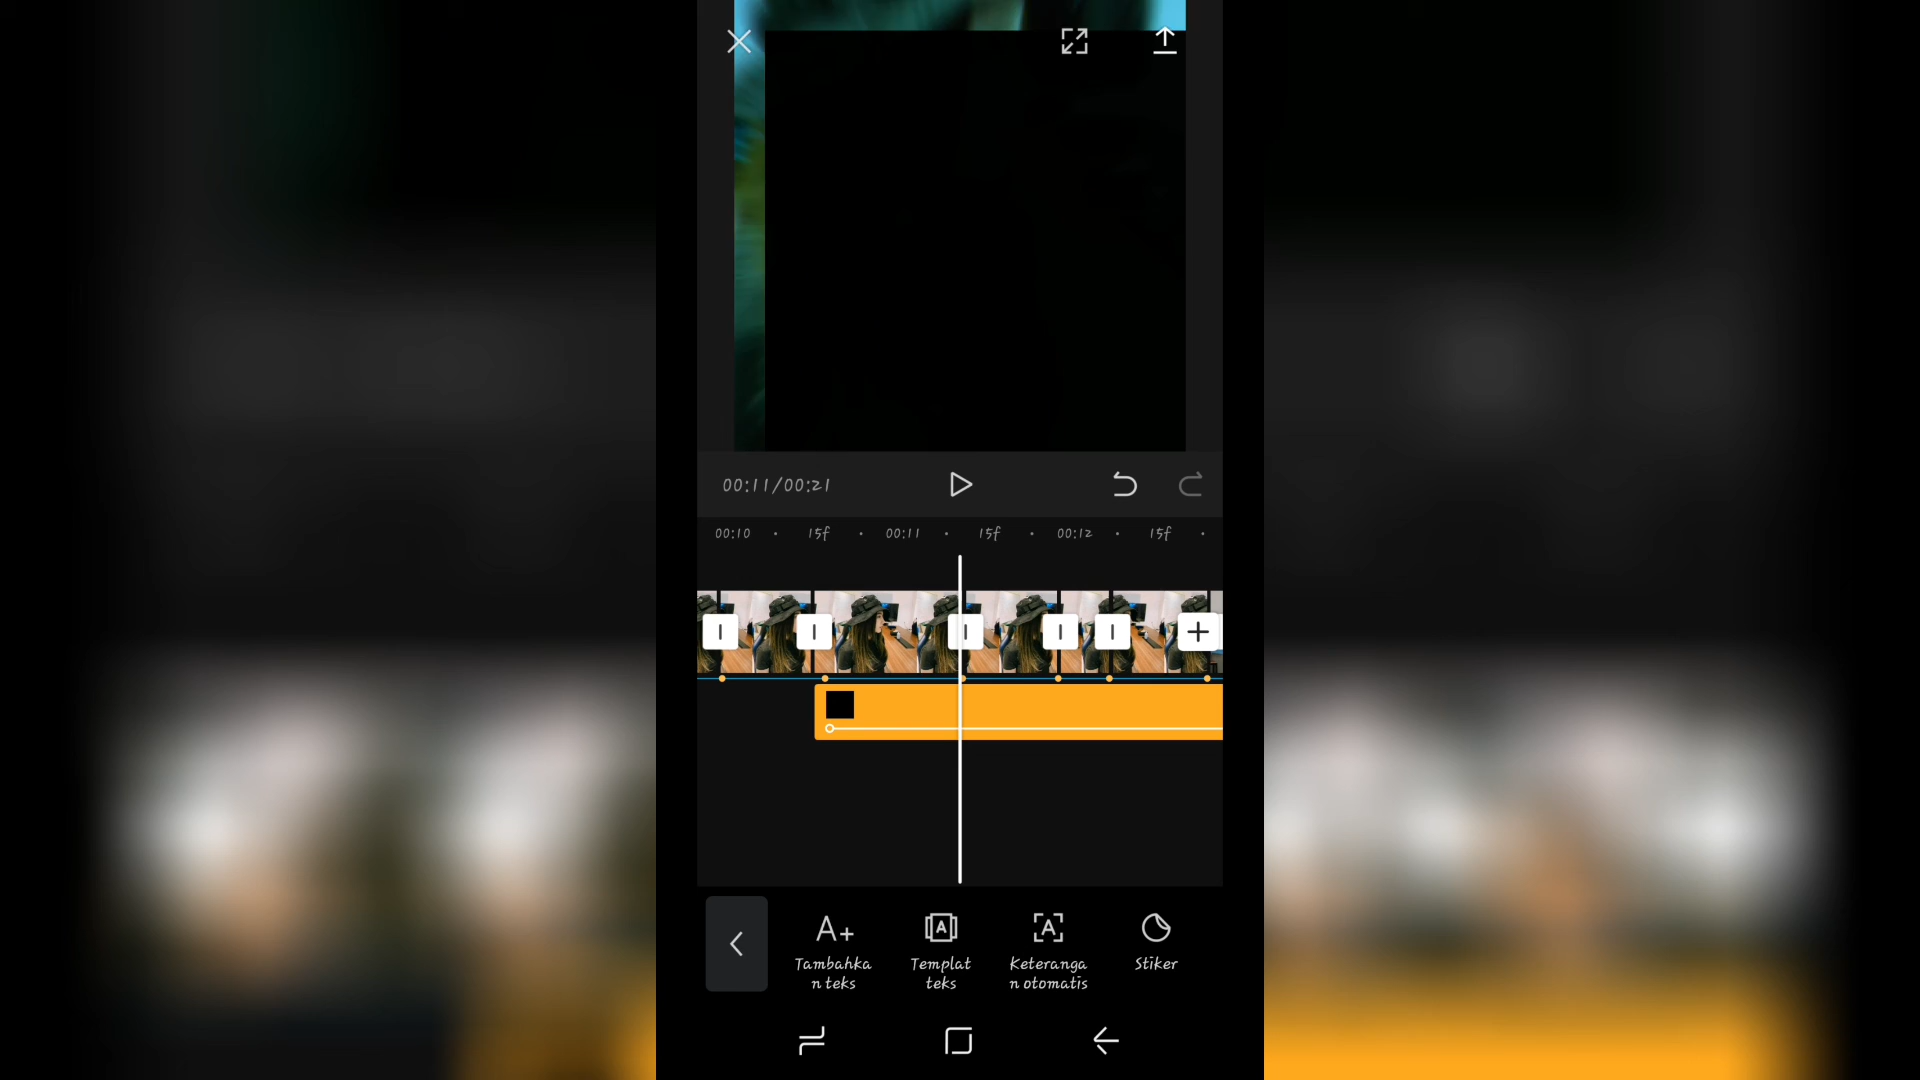 00:11/00:21
00:10 15f 00:11 15f 00:12 15f
A+ A A
Tambahka Templat Keteranga Stiker
n teks teks n otomatis